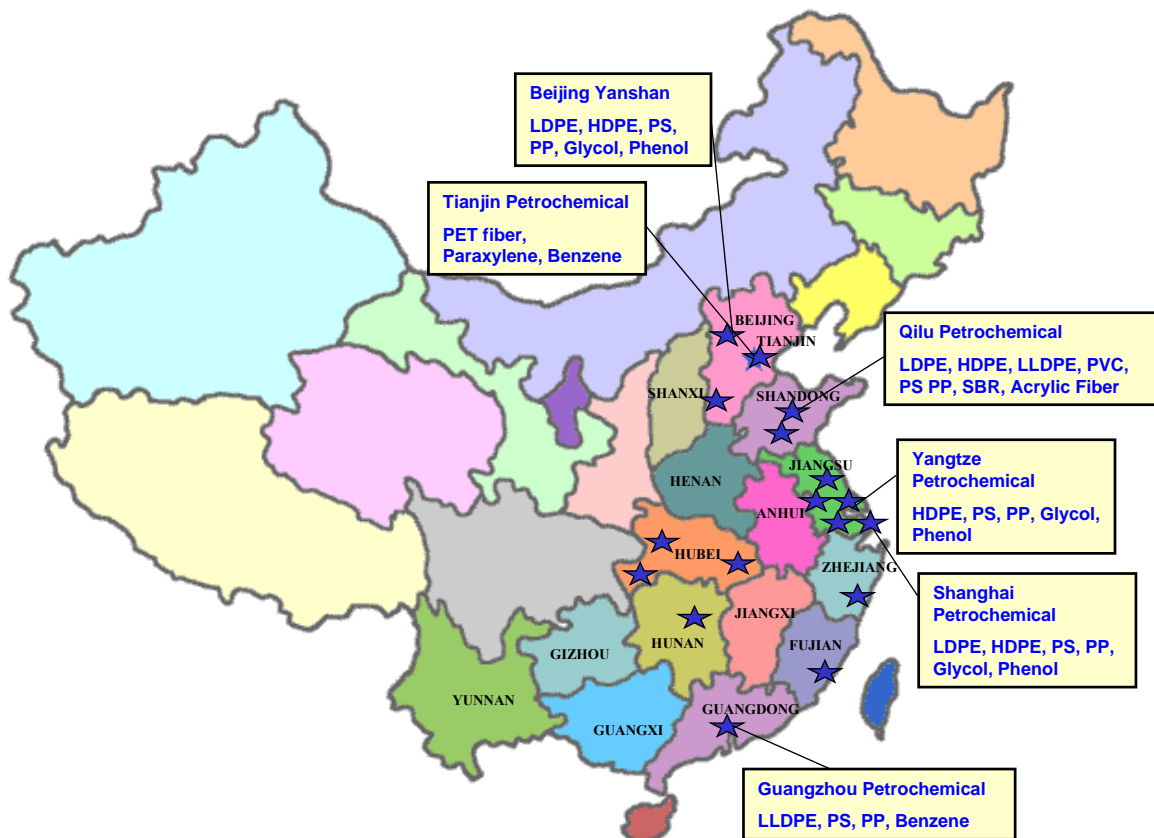 Beijing Yanshan
LDPE, HDPE, PS,
PP, Glycol, Phenol
Tianjin Petrochemical
PET fiber,
Paraxylene, Benzene
BEIJING
TIANJIN
Qilu Petrochemical
LDPE, HDPE, LLDPE, PVC,
PS PP, SBR, Acrylic Fiber
SHANXI
SHANDONG
JIANGSU
HENAN
ANHUI
Yangtze
Petrochemical
HDPE, PS, PP, Glycol,
Phenol
HUBEI
ZHEJIANG
Shanghai
Petrochemical
LDPE, HDPE, PS, PP,
Glycol, Phenol
JIANGXI
HUNAN
FUJIAN
GIZHOU
YUNNAN
GUANGXI
GUANGDONG
Guangzhou Petrochemical
LLDPE, PS, PP, Benzene